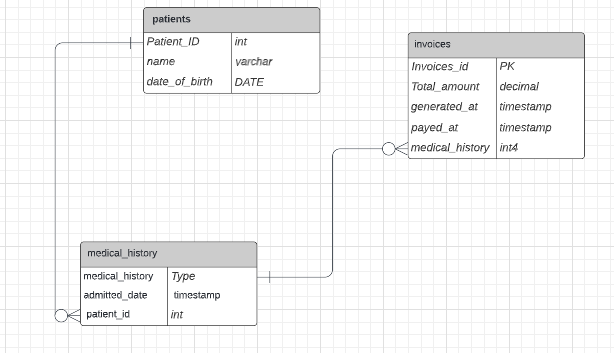 patients
Patient_ID int
name varchar
date_of_birth DATE
invoices
Invoices_id PK
Total_amount decimal
generated_at timestamp
payed_at timestamp
medical_history int4
medical_history
medical_history Type
admitted_date timestamp
patient_id int